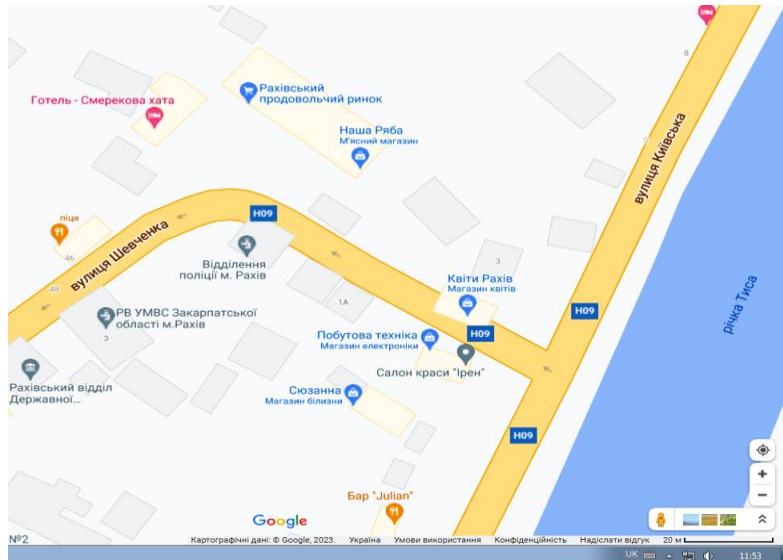 8
Рахівський
продовольчий ринок
Готель - Смерекова хата
Наша Ряба
М'ясний магазин
вулиця Київська
H09
піца
46
вулиця Шевченка
48
Відділення
поліції м. Рахів
3
Квіти Рахів
Магазин квітів
річка Тиса
1А
H09
РВ УМВС Закарпатської
області м.Рахів
3
Побутова техніка
Магазин електроніки
H09
Салон краси "Ірен"
Рахівський відділ
Державної...
Сюзанна
Магазин білизни
H09
Бар "Julian"
Google
№2
Картографічні дані: © Google, 2023. Україна Умови використання Конфіденційність Надіслати відгук 20 м
UK 11:53